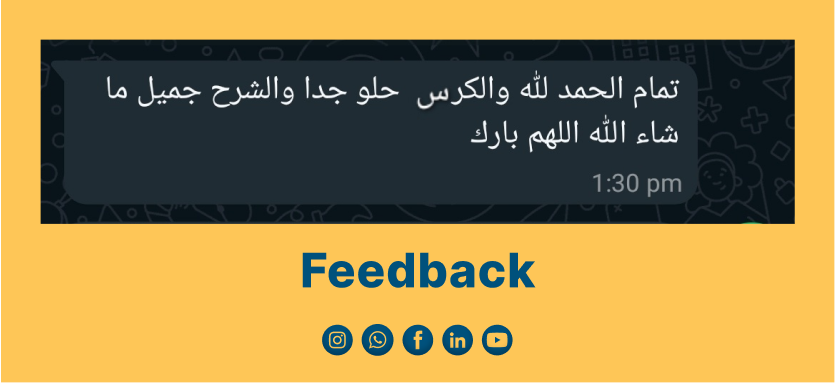 تمام الحمد لله والكرس حلو جدا والشرح جميل ما
شاء الله اللهم بارك
1:30 pm
Feedback